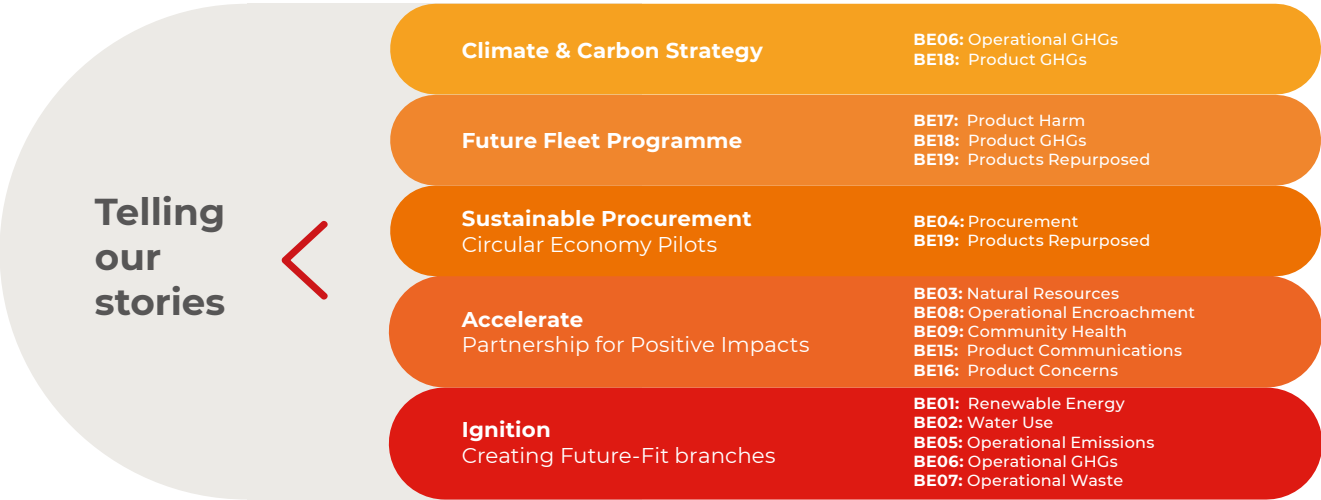 Telling
our
stories
Climate & Carbon Strategy
BE06: Operational GHGs
BE18: Product GHGs
Future Fleet Programme
BE17: Product Harm
BE18: Product GHGs
BE19: Products Repurposed
Sustainable Procurement
Circular Economy Pilots
BE04: Procurement
BE19: Products Repurposed
Accelerate
Partnership for Positive Impacts
BE03: Natural Resources
BE08: Operational Encroachment
BE09: Community Health
BE15: Product Communications
BE16: Product Concerns
Ignition
Creating Future-Fit branches
BE01: Renewable Energy
BE02: Water Use
BE05: Operational Emissions
BE06: Operational GHGs
BE07: Operational Waste